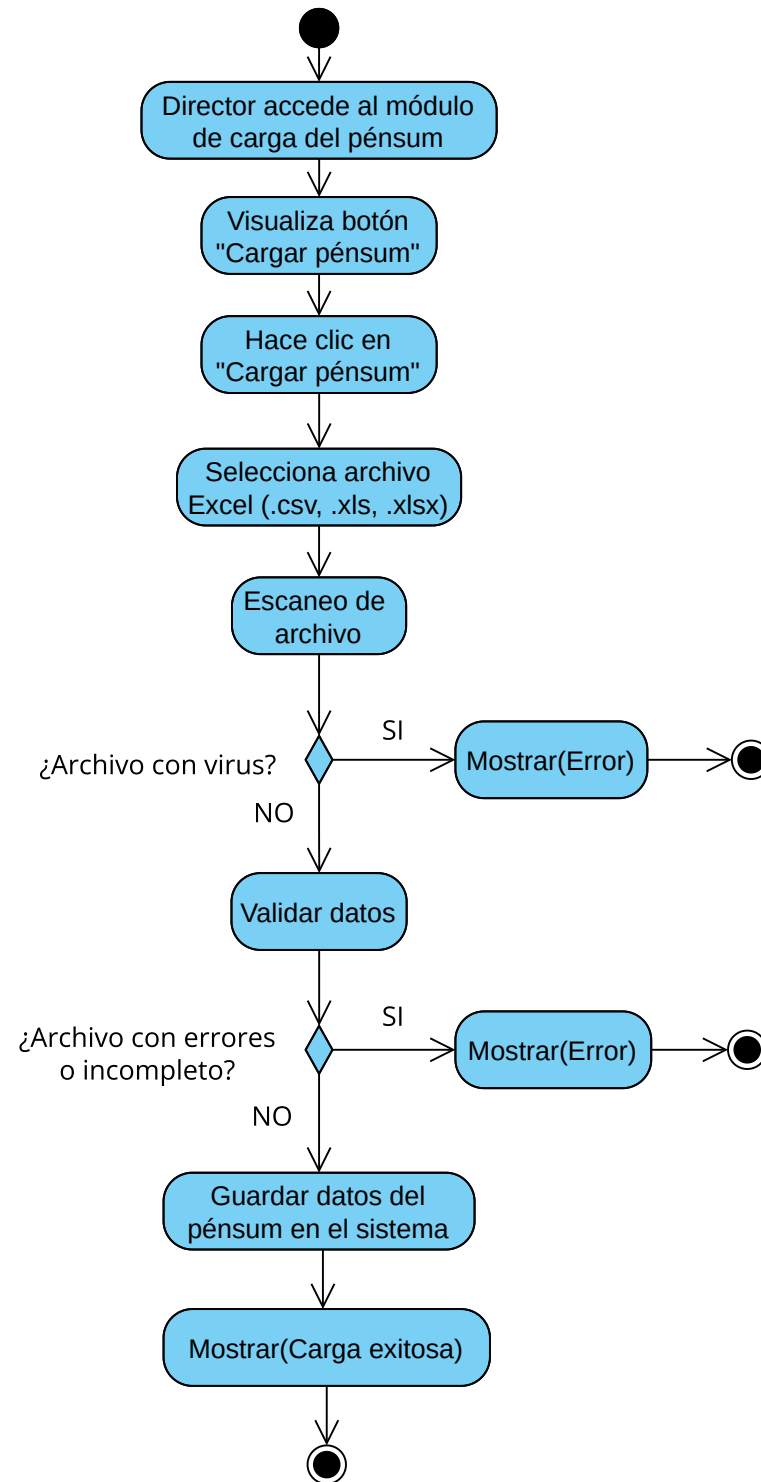 Director accede al módulo
de carga del pénsum
Visualiza botón
"Cargar pénsum"
Hace clic en
"Cargar pénsum"
Selecciona archivo
Excel (.csv, .xls, .xlsx)
Escaneo de
archivo
¿Archivo con virus?
SI
Mostrar(Error)
NO
Validar datos
¿Archivo con errores
o incompleto?
SI
Mostrar(Error)
NO
Guardar datos del
pénsum en el sistema
Mostrar(Carga exitosa)